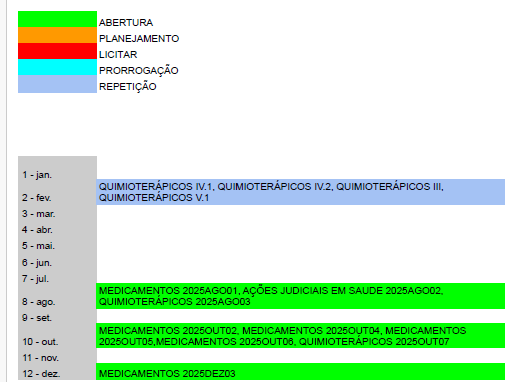 ABERTURA
PLANEJAMENTO
LICITAR
PRORROGAÇÃO
REPETIÇÃO
1 - jan.
QUIMIOTERÁPICOS IV.1, QUIMIOTERÁPICOS IV.2, QUIMIOTERÁPICOS III,
2 - fev. QUIMIOTERÁPICOS V.1
3 - mar.
4 - abr.
5 - mai.
6 - jun.
7 - jul.
MEDICAMENTOS 2025AGO01, AÇÕES JUDICIAIS EM SAUDE 2025AGO02,
8 - ago. QUIMIOTERÁPICOS 2025AGO03
9 - set.
MEDICAMENTOS 2025OUT02, MEDICAMENTOS 2025OUT04, MEDICAMENTOS
10 - out. 2025OUT05,MEDICAMENTOS 2025OUT06, QUIMIOTERÁPICOS 2025OUT07
11 - nov.
12 - dez. MEDICAMENTOS 2025DEZ03